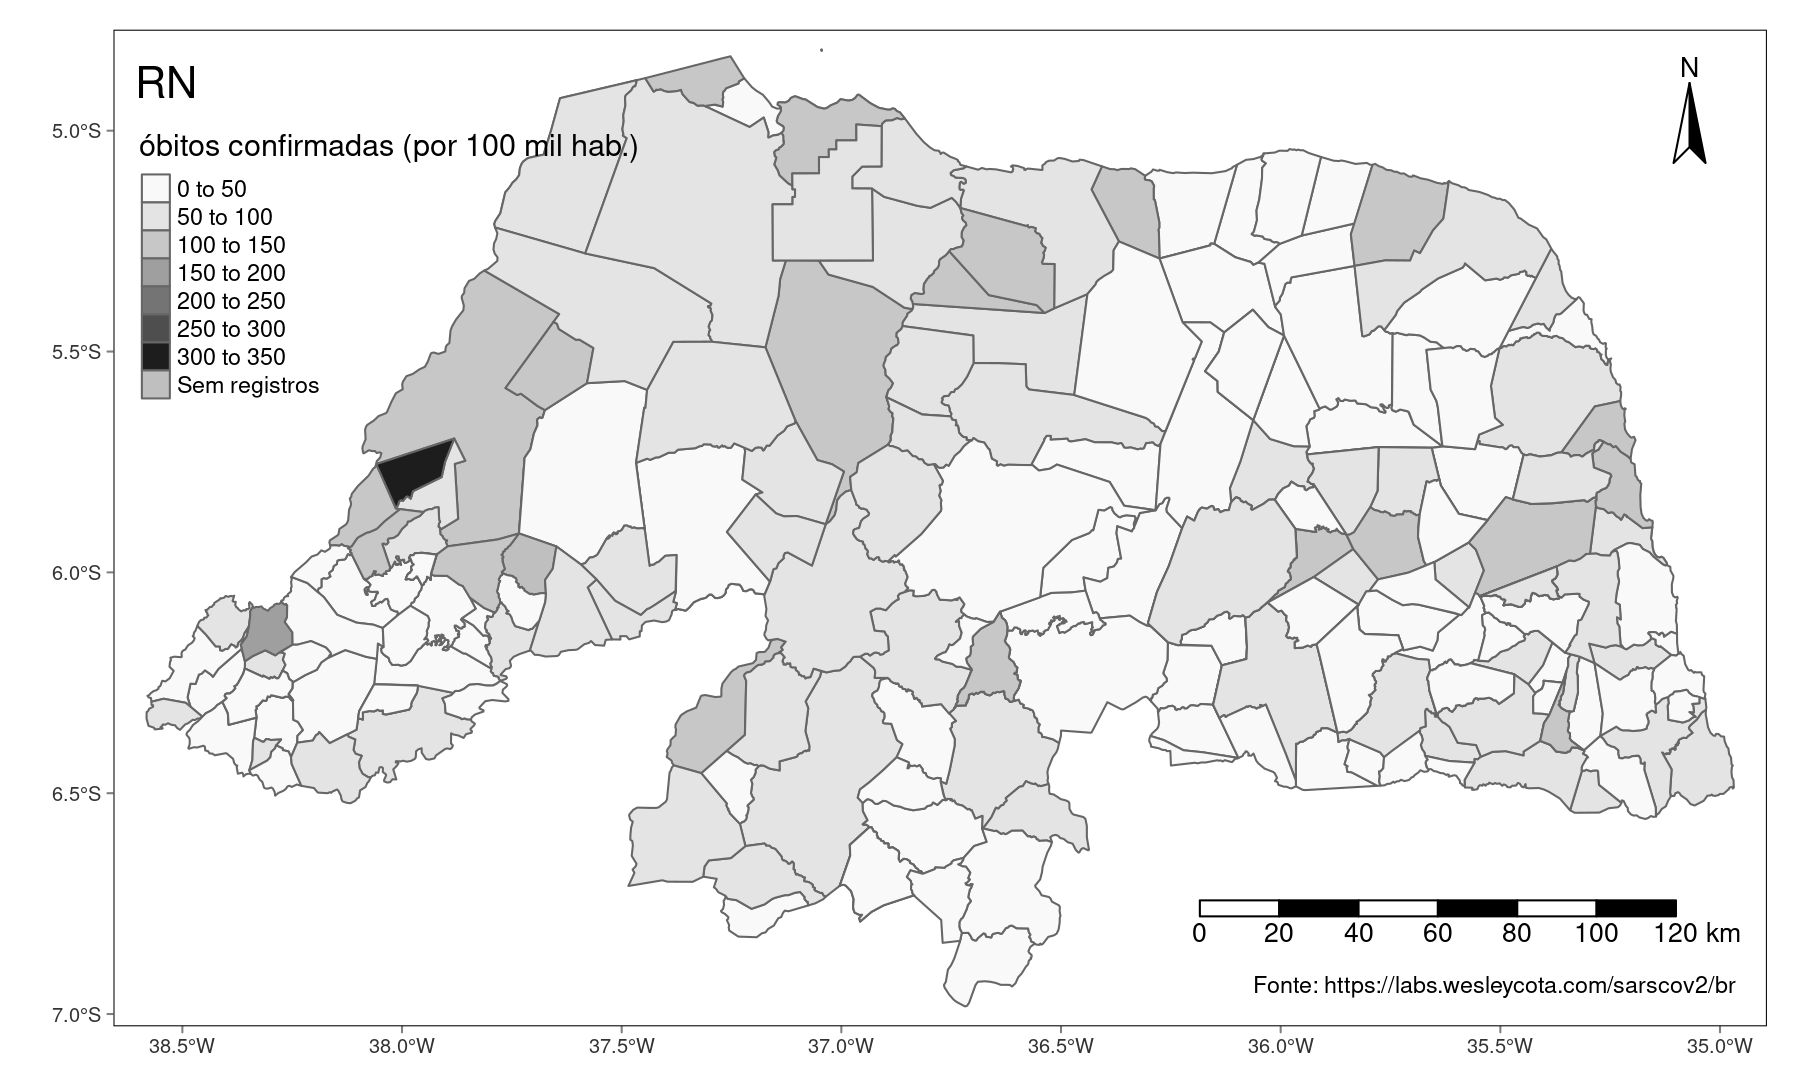 RN
N
óbitos confirmadas (por 100 mil hab.)
0 to 50
50 to 100
100 to 150
150 to 200
200 to 250
250 to 300
300 to 350
Sem registros
5.0°S
5.5°S
6.0°S
6.5°S
7.0°S
0 20 40 60 80 100 120 km
Fonte: https://labs.wesleycota.com/sarscov2/br
38.5°W 38.0°W 37.5°W 37.0°W 36.5°W 36.0°W 35.5°W 35.0°W